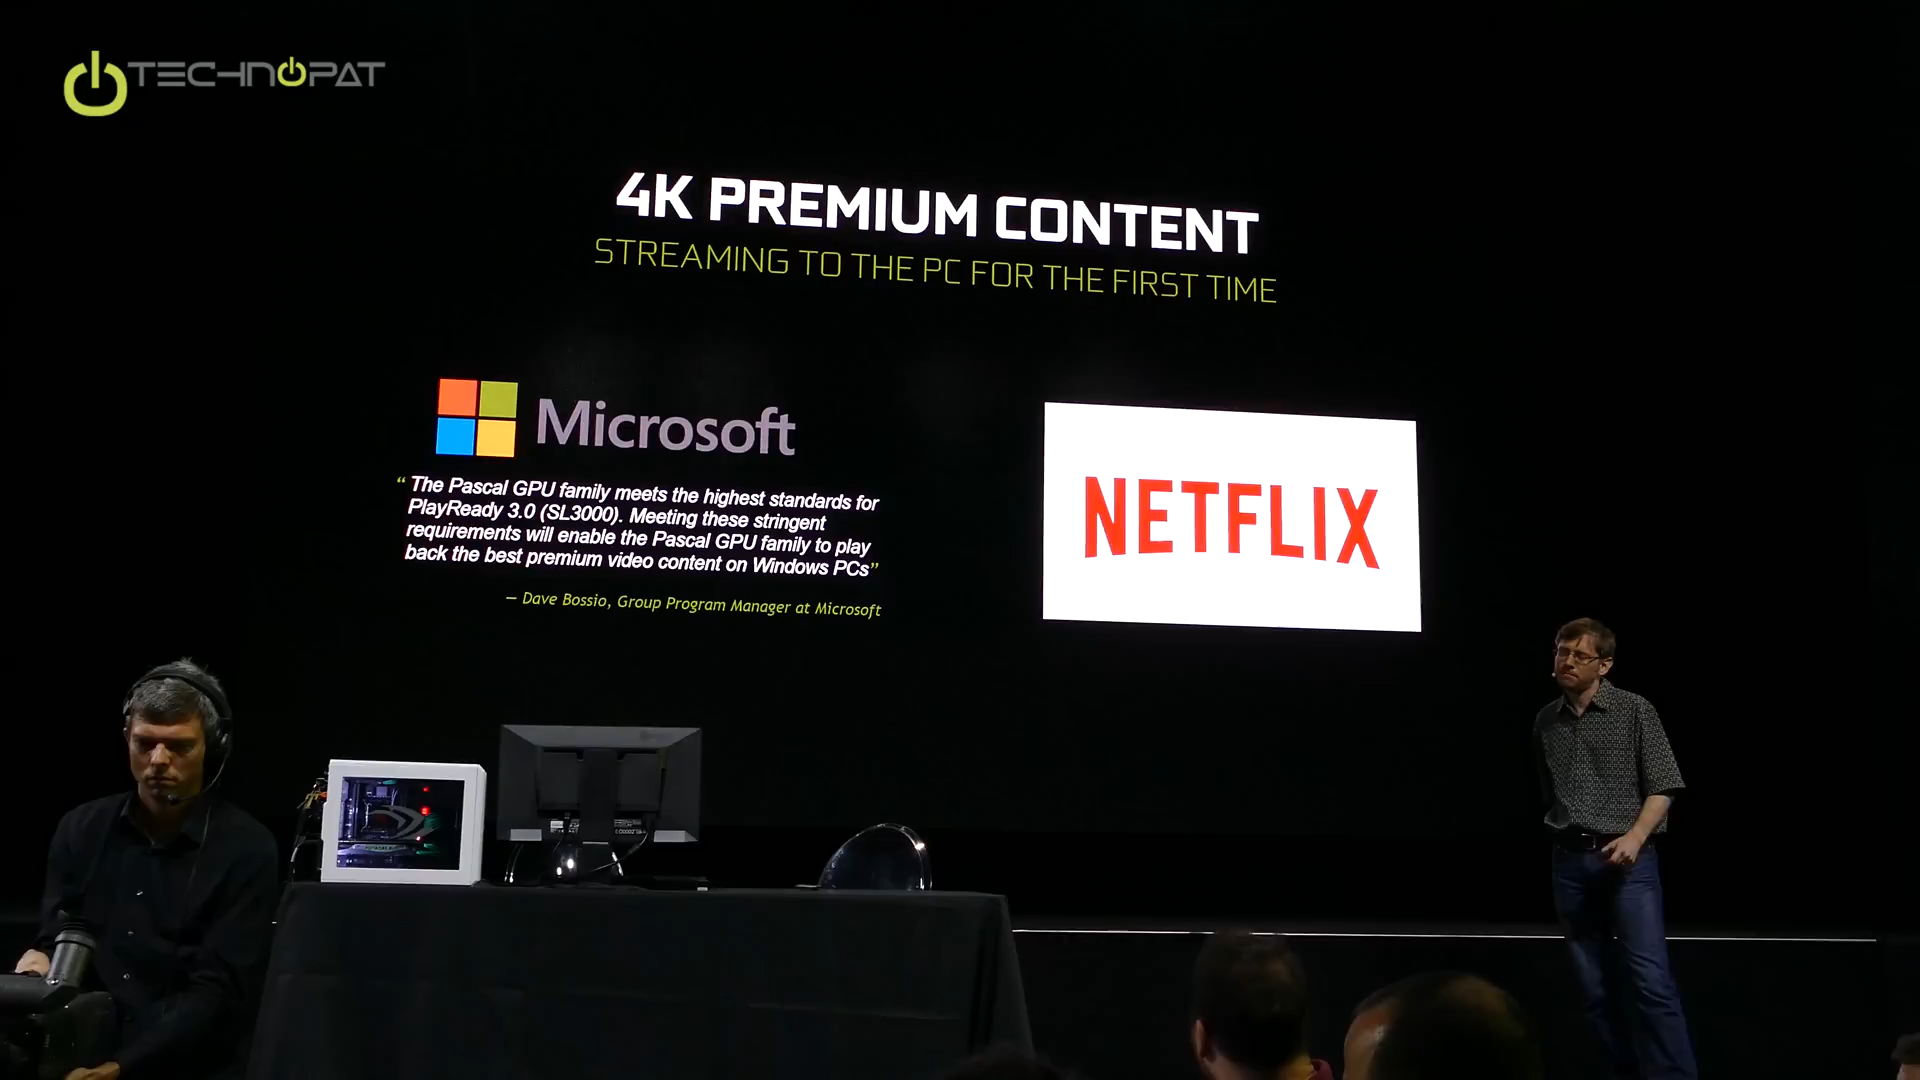 TECHNOPAT
4K PREMIUM CONTENT
STREAMING TO THE PC FOR THE FIRST TIME
Microsoft
“ The Pascal GPU family meets the highest standards for
PlayReady 3.0 (SL3000). Meeting these stringent
requirements will enable the Pascal GPU family to play
back the best premium video content on Windows PCs”
— Dave Bossio, Group Program Manager at Microsoft
NETFLIX